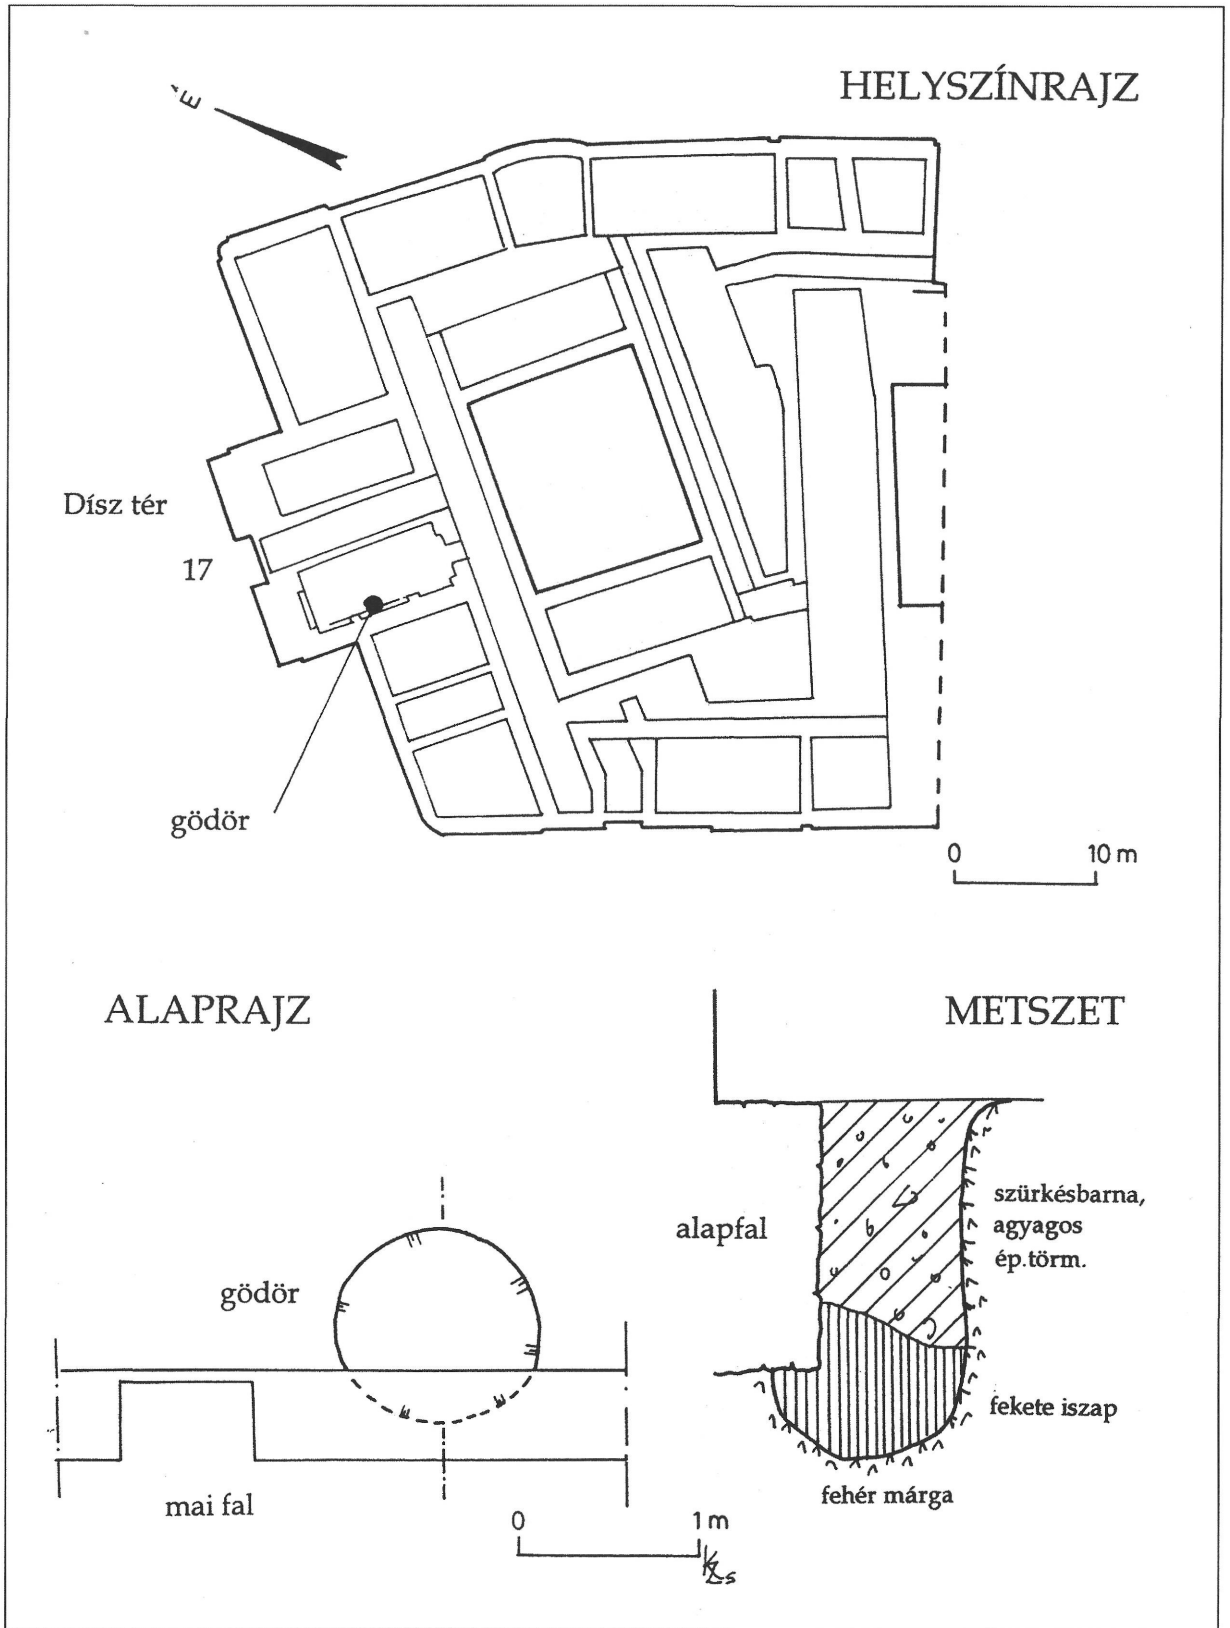 HELYSZÍNRAJZ
É
Dísz tér
17
gödör
0 10 m
ALAPRAJZ
METSZET
gödör
mai fal
0 1 m
alapfal
szürkésbarna,
agyagos
ép.törm.
fekete iszap
fehér márga